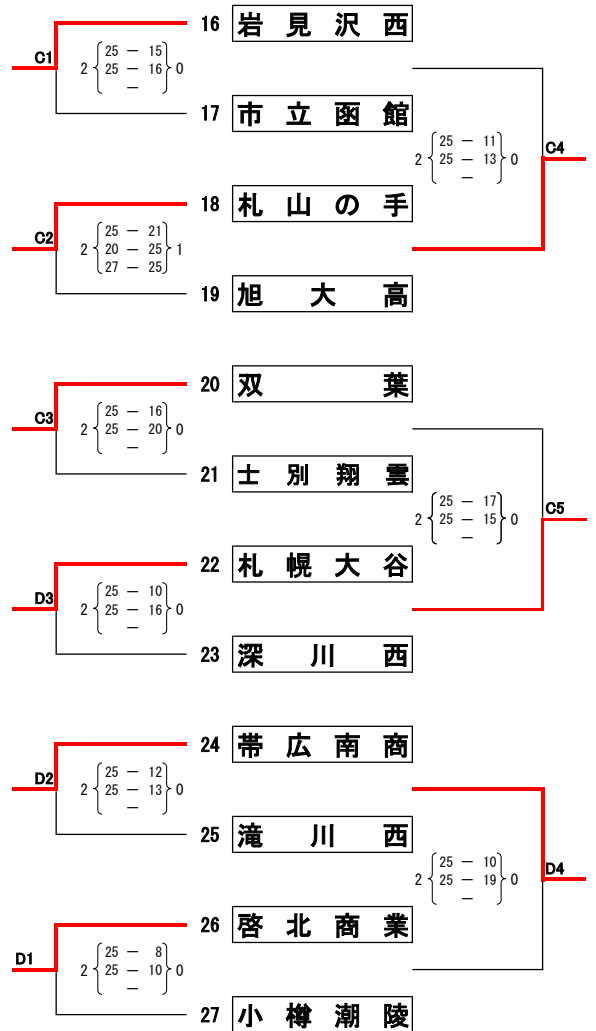 16 岩見沢西
C1
2 25 － 15 0
25 － 16
－
17 市立函館
2 25 － 11 0
25 － 13
－
C4
18 札山の手
C2
2 25 － 21 1
20 － 25
27 － 25
19 旭大高
20 双葉
C3
2 25 － 16 0
25 － 20
－
21 士別翔雲
2 25 － 17 0
25 － 15
－
C5
22 札幌大谷
D3
2 25 － 10 0
25 － 16
－
23 深川西
24 帯広南商
D2
2 25 － 12 0
25 － 13
－
25 滝川西
2 25 － 10 0
25 － 19
－
D4
26 啓北商業
D1
2 25 － 8 0
25 － 10
－
27 小樽潮陵